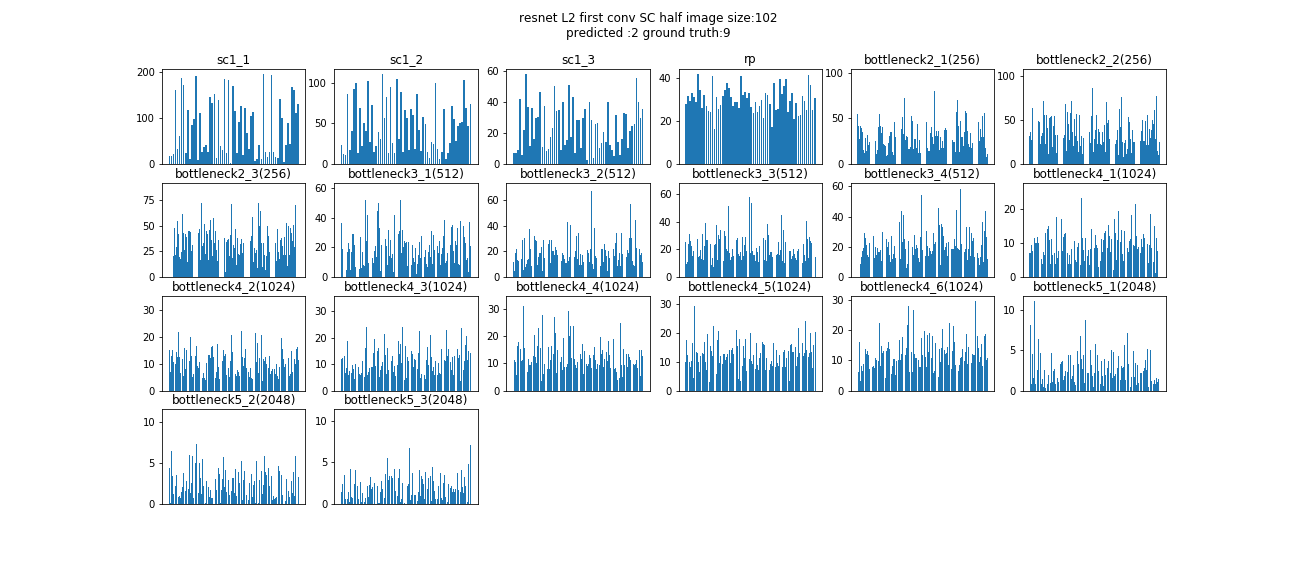 resnet L2 first conv SC half image size:102
predicted :2 ground truth:9
sc1_1 sc1_2 sc1_3 rp bottleneck2_1(256) bottleneck2_2(256)
200 100 0
100 50 0
60 40 20 0
40 20 0
100 50 0
100 50 0
bottleneck2_3(256) bottleneck3_1(512) bottleneck3_2(512) bottleneck3_3(512) bottleneck3_4(512) bottleneck4_1(1024)
75 50 25 0
60 40 20 0
60 40 20 0
60 40 20 0
60 40 20 0
20 10 0
bottleneck4_2(1024) bottleneck4_3(1024) bottleneck4_4(1024) bottleneck4_5(1024) bottleneck4_6(1024) bottleneck5_1(2048)
30 20 10 0
30 20 10 0
30 20 10 0
30 20 10 0
30 20 10 0
10 5 0
bottleneck5_2(2048) bottleneck5_3(2048)
10 5 0
10 5 0